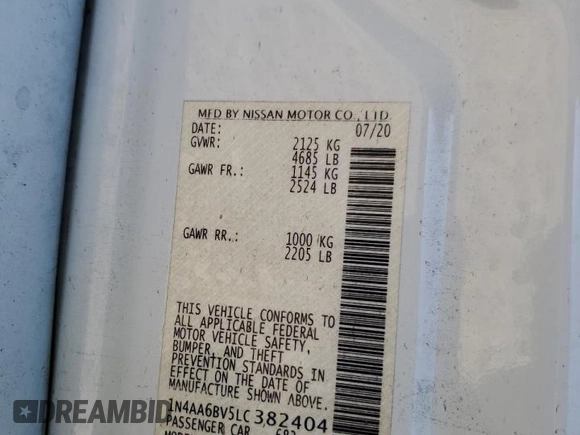 MFD BY NISSAN MOTOR CO., LTD.
DATE: 07/20
GVWR: 2125 KG
4685 LB
GAWR FR.: 1145 KG
2524 LB
GAWR RR.: 1000 KG
2205 LB
THIS VEHICLE CONFORMS TO
ALL APPLICABLE FEDERAL
MOTOR VEHICLE SAFETY,
BUMPER, AND THEFT
PREVENTION STANDARDS IN
EFFECT ON THE DATE OF
MANUFACTURE SHOWN ABOVE.
1N4AA6BV5LC382404
PASSENGER CAR
DREAMBID